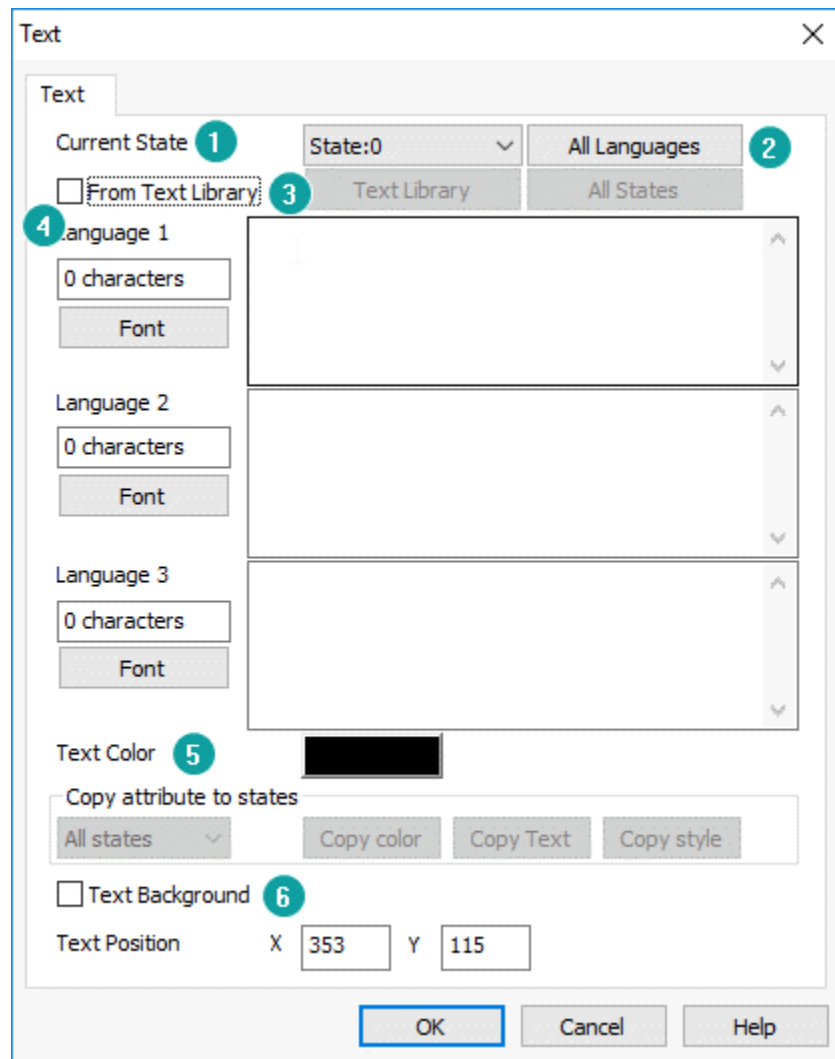 Text
Text
Current State 1 State:0 All Languages 2
From Text Library 3 Text Library All States
4 anguage 1
0 characters
Font
Language 2
0 characters
Font
Language 3
0 characters
Font
Text Color 5
Copy attribute to states
All states Copy color Copy Text Copy style
Text Background 6
Text Position X 353 Y 115
OK Cancel Help